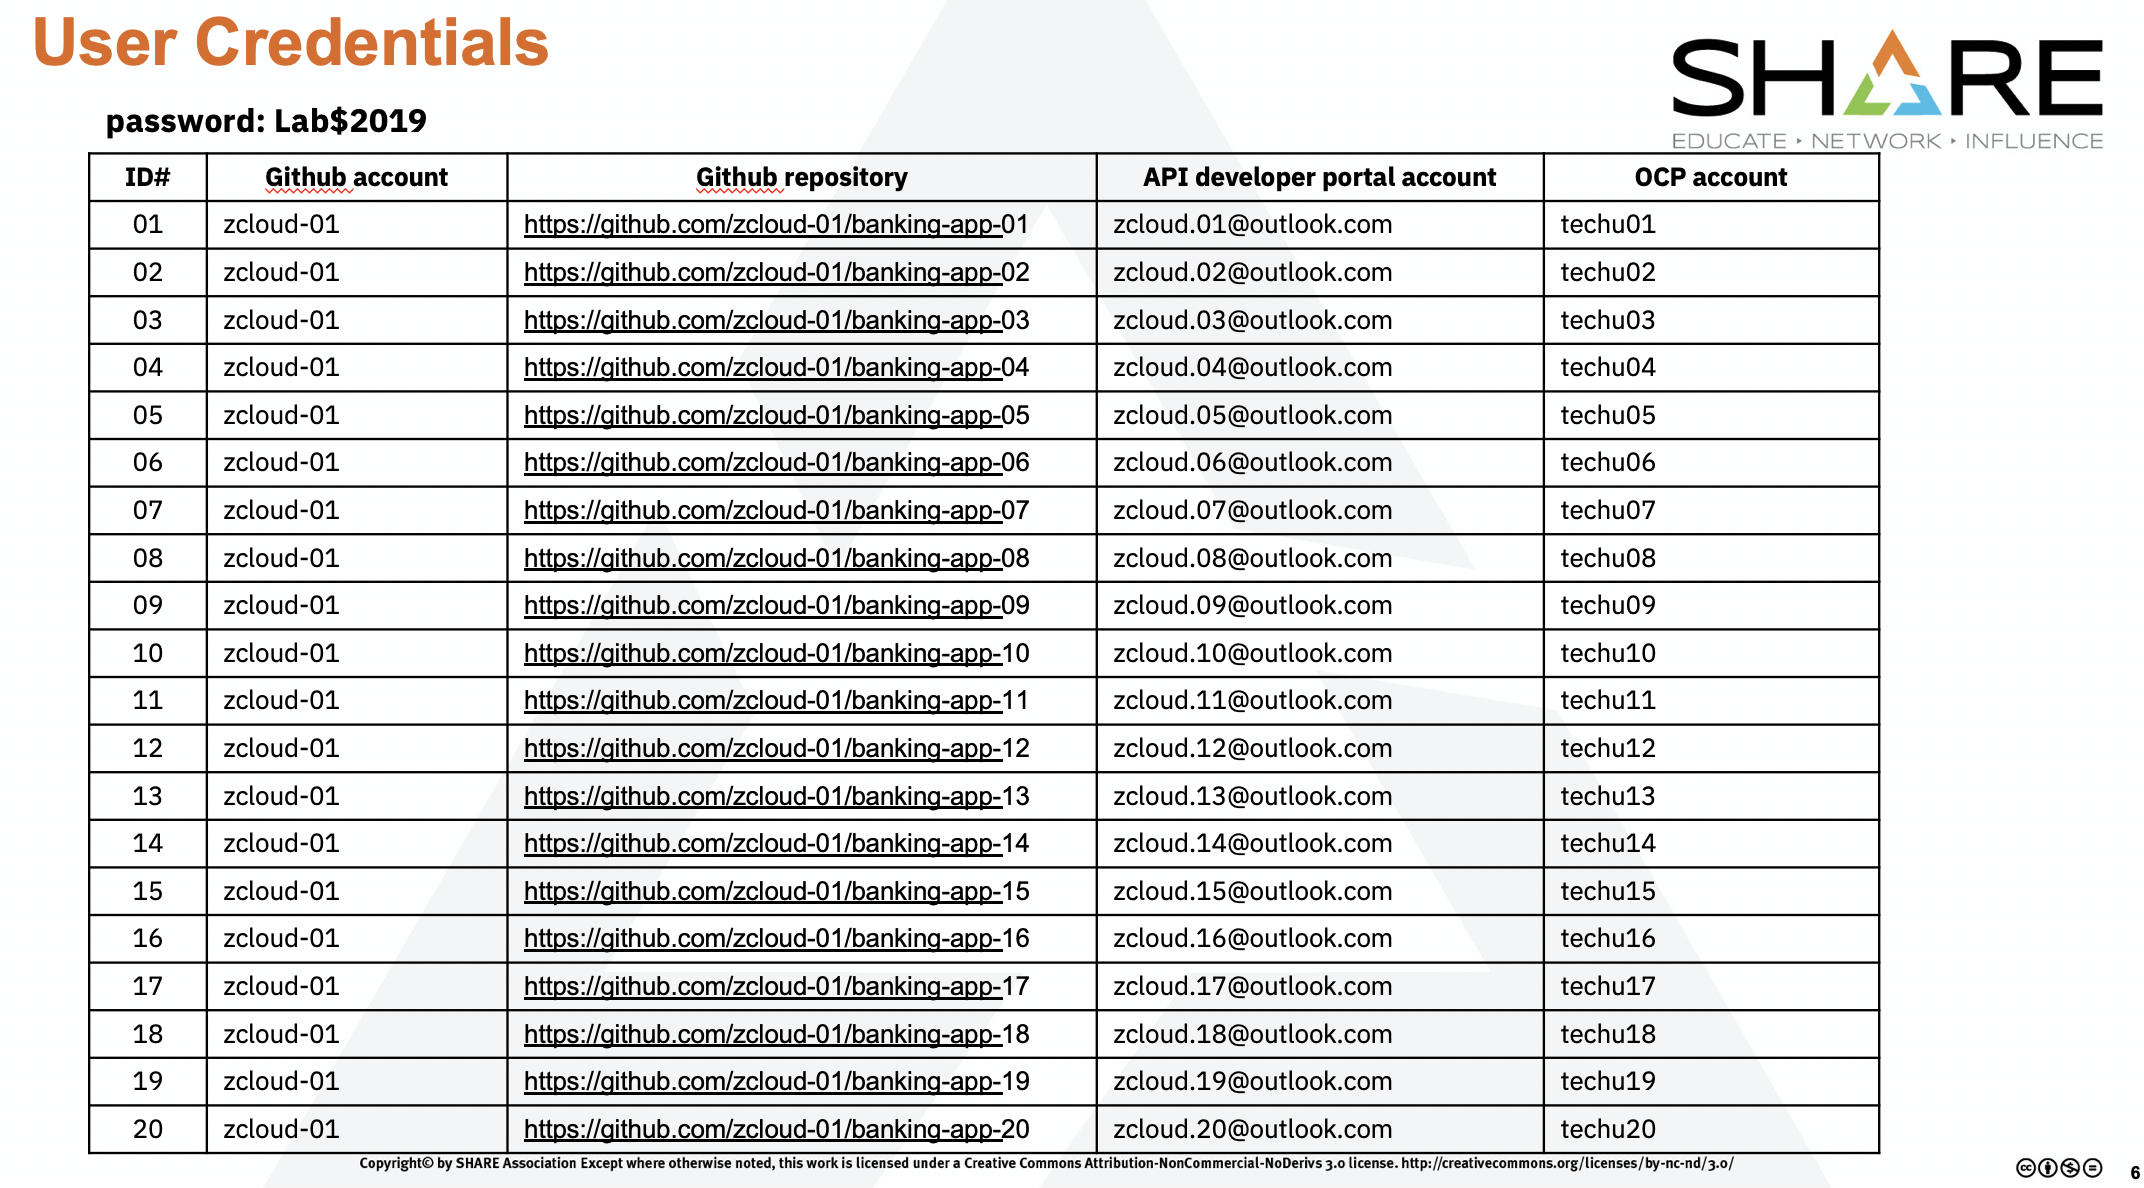 User Credentials
SHARE
EDUCATE ‣ NETWORK ‣ INFLUENCE
password: Lab$2019
ID# Github account Github repository API developer portal account OCP account
01 zcloud-01 https://github.com/zcloud-01/banking-app-01 zcloud.01@outlook.com techu01
02 zcloud-01 https://github.com/zcloud-01/banking-app-02 zcloud.02@outlook.com techu02
03 zcloud-01 https://github.com/zcloud-01/banking-app-03 zcloud.03@outlook.com techu03
04 zcloud-01 https://github.com/zcloud-01/banking-app-04 zcloud.04@outlook.com techu04
05 zcloud-01 https://github.com/zcloud-01/banking-app-05 zcloud.05@outlook.com techu05
06 zcloud-01 https://github.com/zcloud-01/banking-app-06 zcloud.06@outlook.com techu06
07 zcloud-01 https://github.com/zcloud-01/banking-app-07 zcloud.07@outlook.com techu07
08 zcloud-01 https://github.com/zcloud-01/banking-app-08 zcloud.08@outlook.com techu08
09 zcloud-01 https://github.com/zcloud-01/banking-app-09 zcloud.09@outlook.com techu09
10 zcloud-01 https://github.com/zcloud-01/banking-app-10 zcloud.10@outlook.com techu10
11 zcloud-01 https://github.com/zcloud-01/banking-app-11 zcloud.11@outlook.com techu11
12 zcloud-01 https://github.com/zcloud-01/banking-app-12 zcloud.12@outlook.com techu12
13 zcloud-01 https://github.com/zcloud-01/banking-app-13 zcloud.13@outlook.com techu13
14 zcloud-01 https://github.com/zcloud-01/banking-app-14 zcloud.14@outlook.com techu14
15 zcloud-01 https://github.com/zcloud-01/banking-app-15 zcloud.15@outlook.com techu15
16 zcloud-01 https://github.com/zcloud-01/banking-app-16 zcloud.16@outlook.com techu16
17 zcloud-01 https://github.com/zcloud-01/banking-app-17 zcloud.17@outlook.com techu17
18 zcloud-01 https://github.com/zcloud-01/banking-app-18 zcloud.18@outlook.com techu18
19 zcloud-01 https://github.com/zcloud-01/banking-app-19 zcloud.19@outlook.com techu19
20 zcloud-01 https://github.com/zcloud-01/banking-app-20 zcloud.20@outlook.com techu20
Copyright© by SHARE Association Except where otherwise noted, this work is licensed under a Creative Commons Attribution-NonCommercial-NoDerivs 3.0 license. http://creativecommons.org/licenses/by-nc-nd/3.0/
6